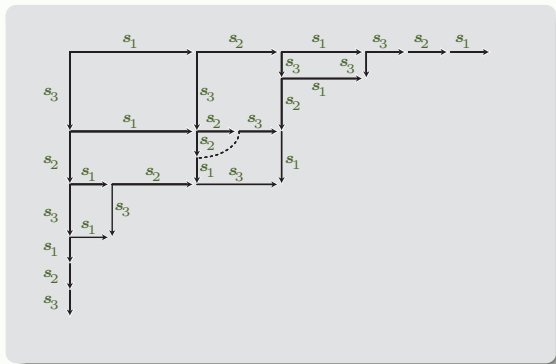 s1 s2 s1 s3 s2 s1
s3 s3
s3 s3 s1
s2
s1 s2 s3
s2 s2 s1
s1 s2 s1 s3
s3 s3
s1
s1
s2
s3